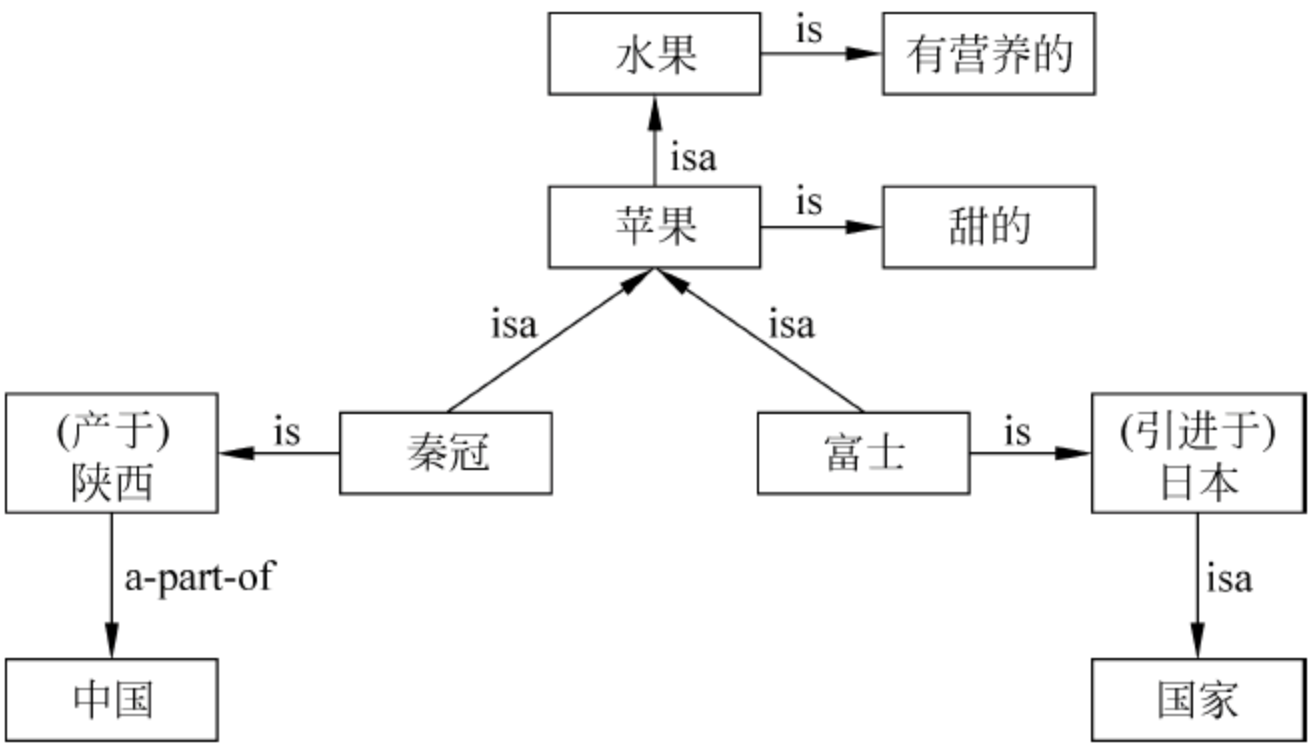 水果
is
有营养的
isa
苹果
is
甜的
isa
isa
(产于)
陕西
is
秦冠
富士
is
(引进于)
日本
a-part-of
isa
中国
国家